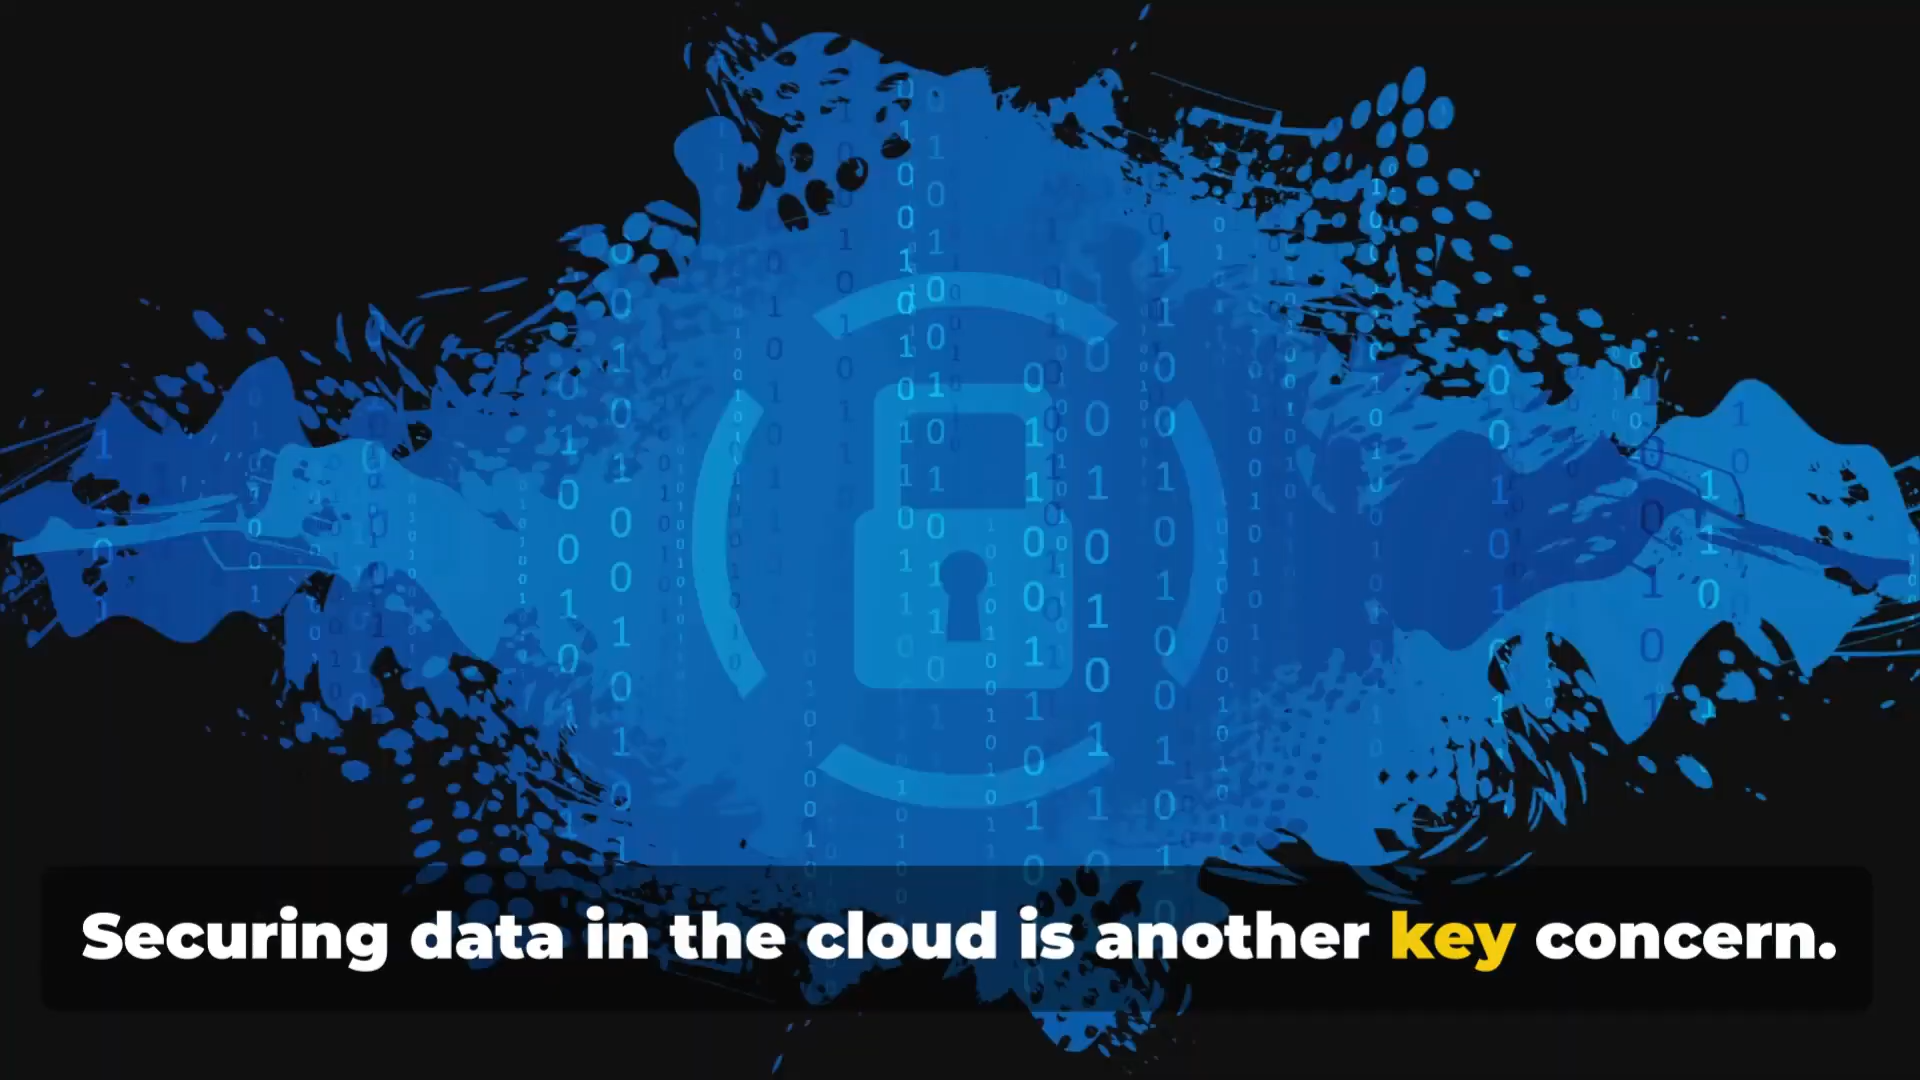 Securing data in the cloud is another key concern.